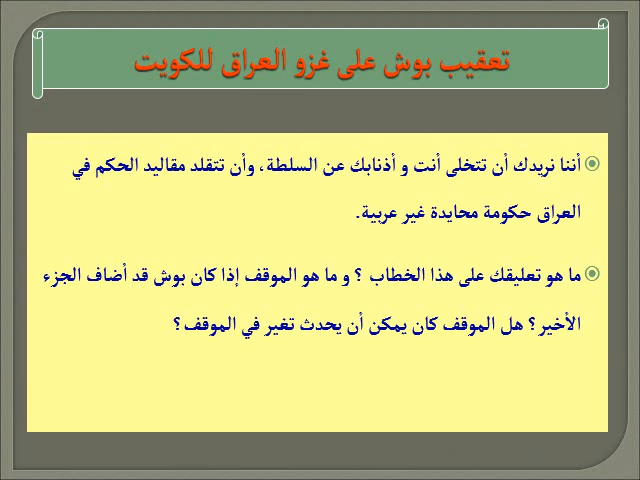 تعقيب بوش على غزو العراق للكويت
أننا نريدك أن تتخلى أنت و أذنابك عن السلطة، وأن تتقلد مقاليد الحكم في
العراق حكومة محايدة غير عربية.
ما هو تعليقك على هذا الخطاب ؟ و ما هو الموقف إذا كان بوش قد أضاف الجزء
الأخير؟ هل الموقف كان يمكن أن يحدث تغير في الموقف؟